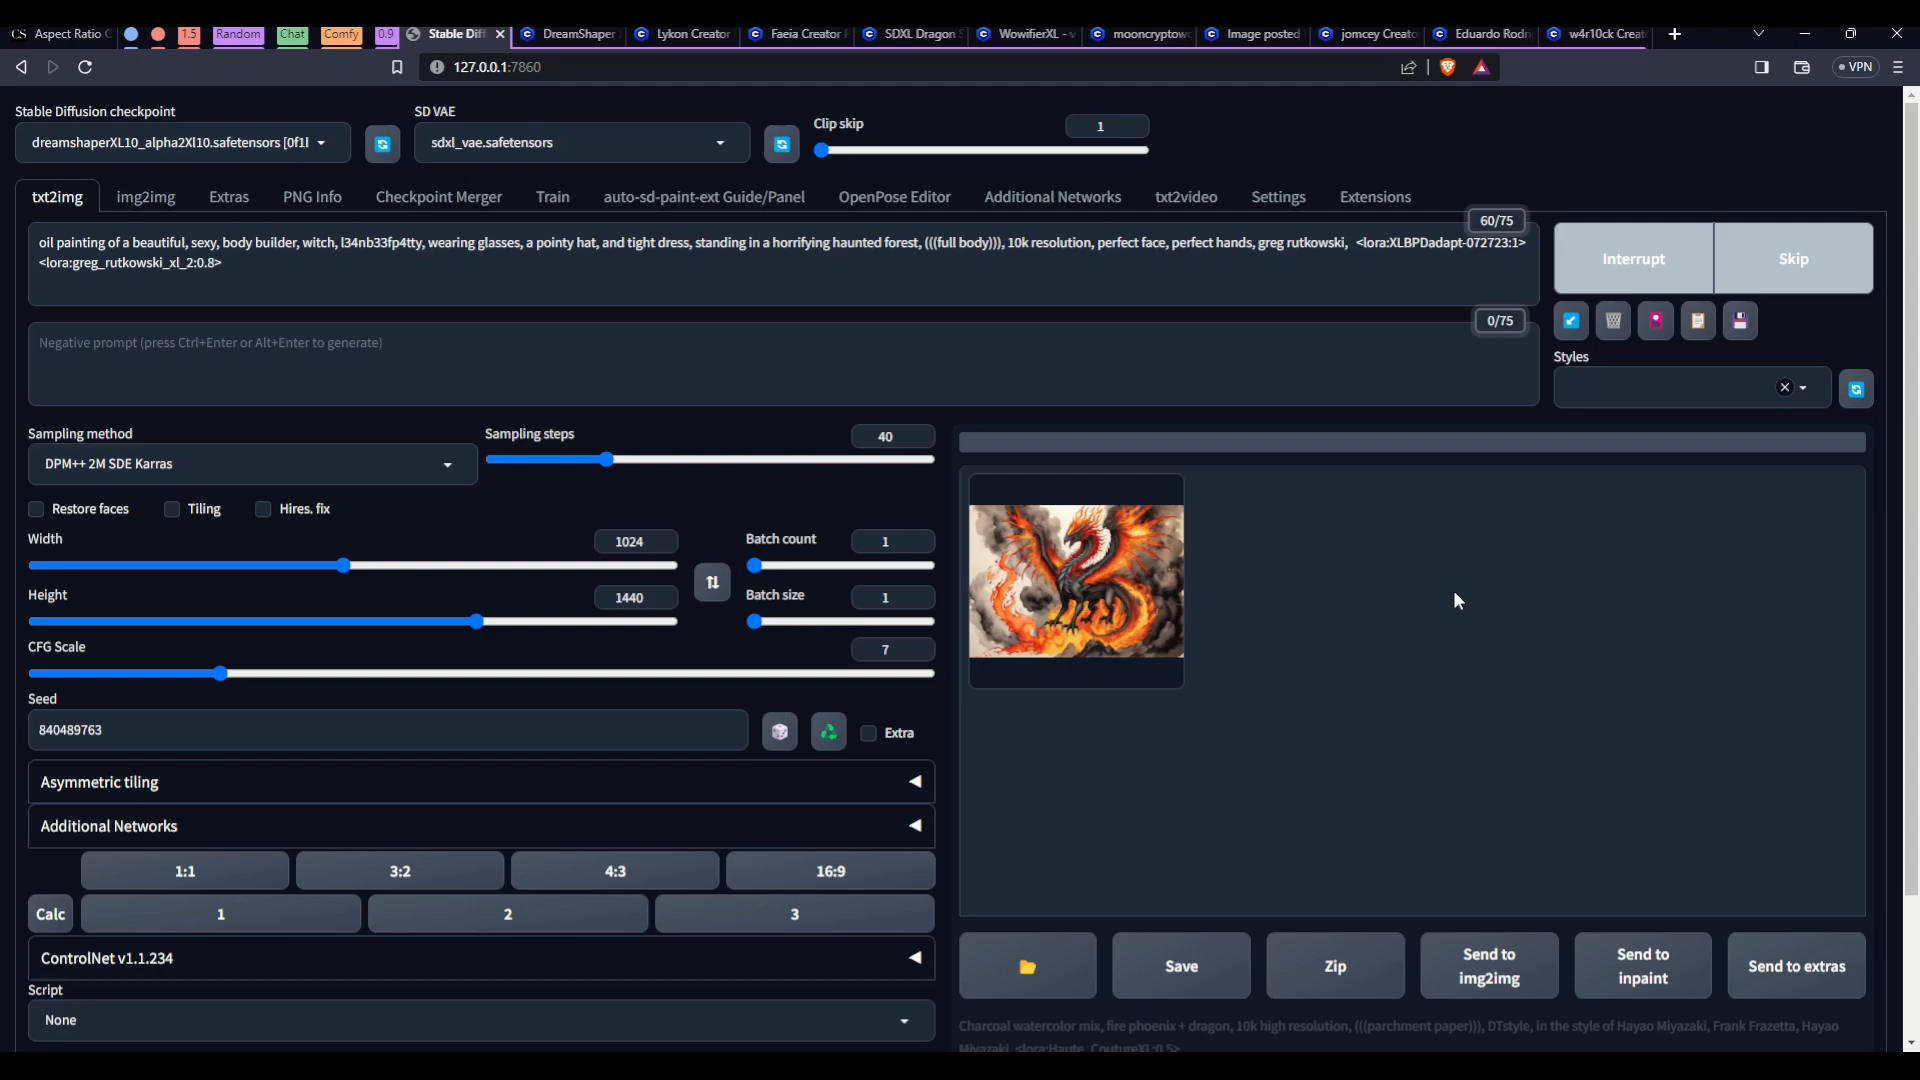 CS Aspect Ratio C 1.5 Random Chat Comfy 0.9 Stable Diff DreamShaper Lykon Creator Faeia Creator P SDXL Dragon S WowifierXL - v mooncryptowo Image posted jomcey Creato Eduardo Rodri w4r10ck Creat
127.0.0.1:7860 VPN
Stable Diffusion checkpoint
SD VAE
Clip skip
1
dreamshaperXL10_alpha2Xl10.safetensors [0f1l
sdxl_vae.safetensors
txt2img img2img Extras PNG Info Checkpoint Merger Train auto-sd-paint-ext Guide/Panel OpenPose Editor Additional Networks txt2video Settings Extensions
60/75
oil painting of a beautiful, sexy, body builder, witch, l34nb33fp4tty, wearing glasses, a pointy hat, and tight dress, standing in a horrifying haunted forest, (((full body))), 10k resolution, perfect face, perfect hands, greg rutkowski, <lora:XLBPDadapt-072723:1>
<lora:greg_rutkowski_xl_2:0.8>
Interrupt
Skip
0/75
Negative prompt (press Ctrl+Enter or Alt+Enter to generate)
Styles
Sampling method
DPM++ 2M SDE Karras
Sampling steps
40
Restore faces
Tiling
Hires. fix
Width
1024
Batch count
1
Height
1440
Batch size
1
CFG Scale
7
Seed
840489763
Extra
Asymmetric tiling
Additional Networks
1:1 3:2 4:3 16:9
Calc 1 2 3
ControlNet v1.1.234
Script
None
Save
Zip
Send to
img2img
Send to
inpaint
Send to extras
Charcoal watercolor mix, fire phoenix + dragon, 10k high resolution, (((parchment paper))), DTstyle, in the style of Hayao Miyazaki, Frank Frazetta, Hayao
Miyazaki, <lora:Haute_CoutureXL:0.5>